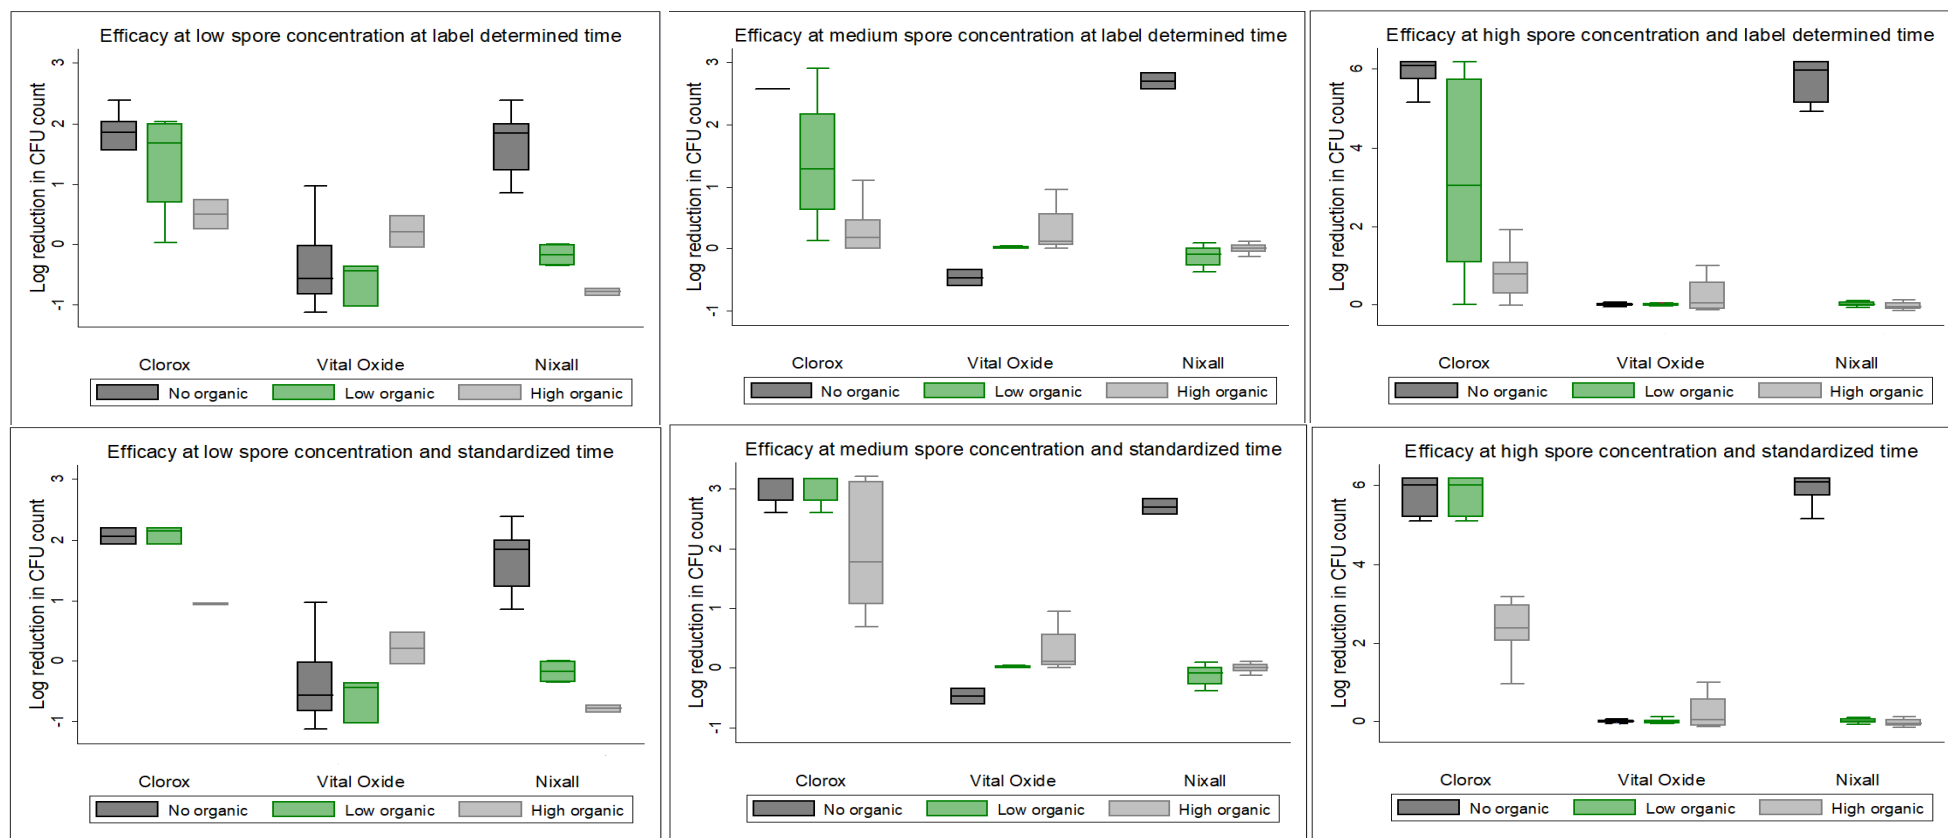 Efficacy at low spore concentration at label determined time
Log reduction in CFU count
3
2
1
0
-1
Clorox Vital Oxide Nixall
No organic Low organic High organic
Efficacy at medium spore concentration at label determined time
Log reduction in CFU count
3
2
1
0
-1
Clorox Vital Oxide Nixall
No organic Low organic High organic
Efficacy at high spore concentration and label determined time
Log reduction in CFU count
6
4
2
0
Clorox Vital Oxide Nixall
No organic Low organic High organic
Efficacy at low spore concentration and standardized time
Log reduction in CFU count
3
2
1
0
-1
Clorox Vital Oxide Nixall
No organic Low organic High organic
Efficacy at medium spore concentration and standardized time
Log reduction in CFU count
3
2
1
0
-1
Clorox Vital Oxide Nixall
No organic Low organic High organic
Efficacy at high spore concentration and standardized time
Log reduction in CFU count
6
4
2
0
Clorox Vital Oxide Nixall
No organic Low organic High organic